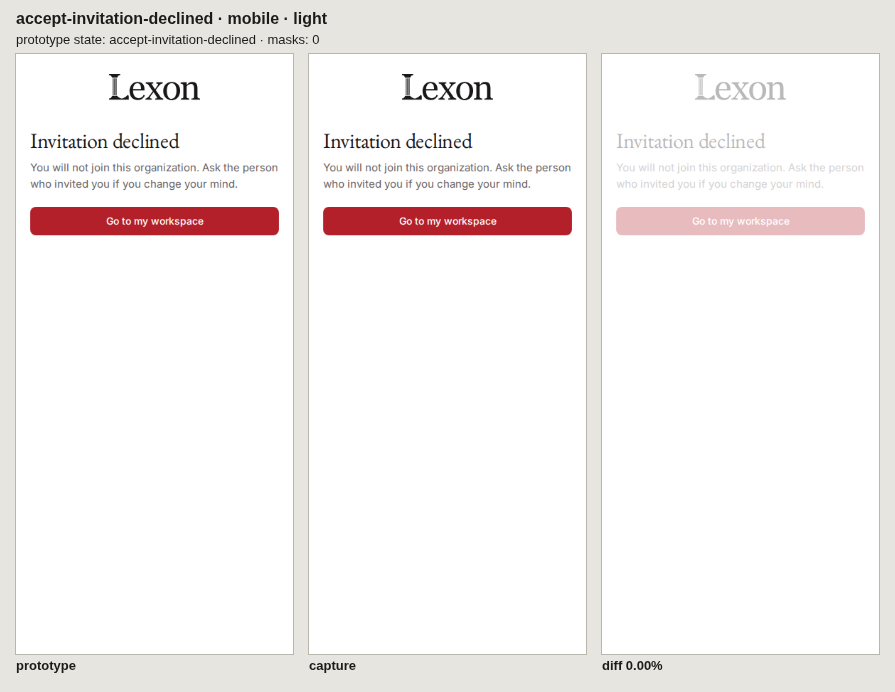 accept-invitation-declined · mobile · light
prototype state: accept-invitation-declined · masks: 0
Lexon
Invitation declined
You will not join this organization. Ask the person
who invited you if you change your mind.
Go to my workspace
prototype
Lexon
Invitation declined
You will not join this organization. Ask the person
who invited you if you change your mind.
Go to my workspace
capture
Lexon
Invitation declined
You will not join this organization. Ask the person
who invited you if you change your mind.
Go to my workspace
diff 0.00%